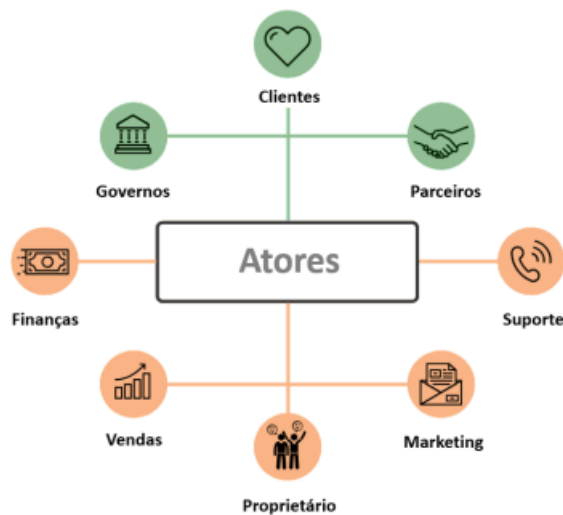 Clientes
Governos
Parceiros
Atores
Finanças
Suporte
Vendas
Marketing
Proprietário